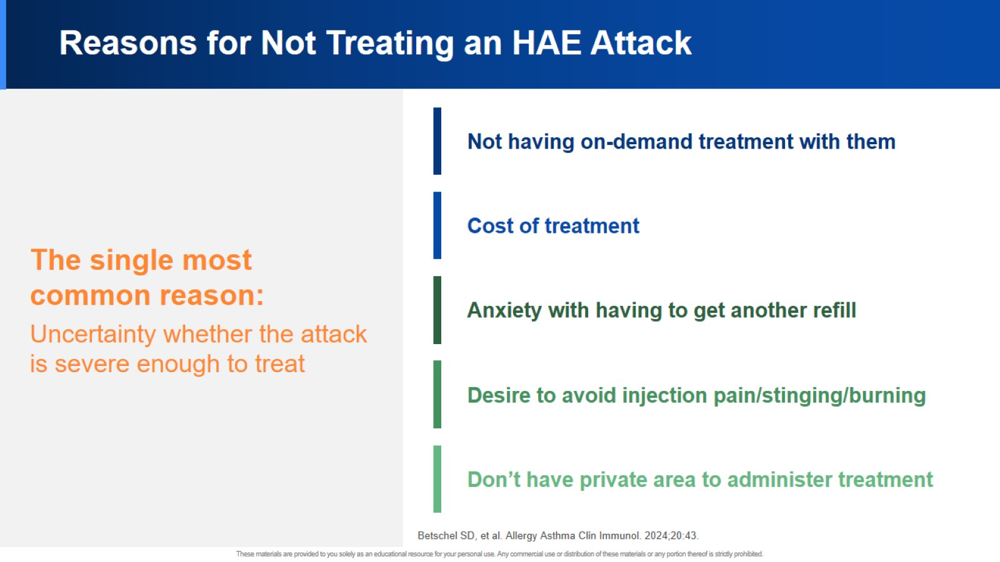 Reasons for Not Treating an HAE Attack
The single most
common reason:
Uncertainty whether the attack
is severe enough to treat
Not having on-demand treatment with them
Cost of treatment
Anxiety with having to get another refill
Desire to avoid injection pain/stinging/burning
Don’t have private area to administer treatment
Betschel SD, et al. Allergy Asthma Clin Immunol. 2024;20:43.
These materials are provided to you solely as an educational resource for your personal use. Any commercial use or distribution of these materials or any portion thereof is strictly prohibited.